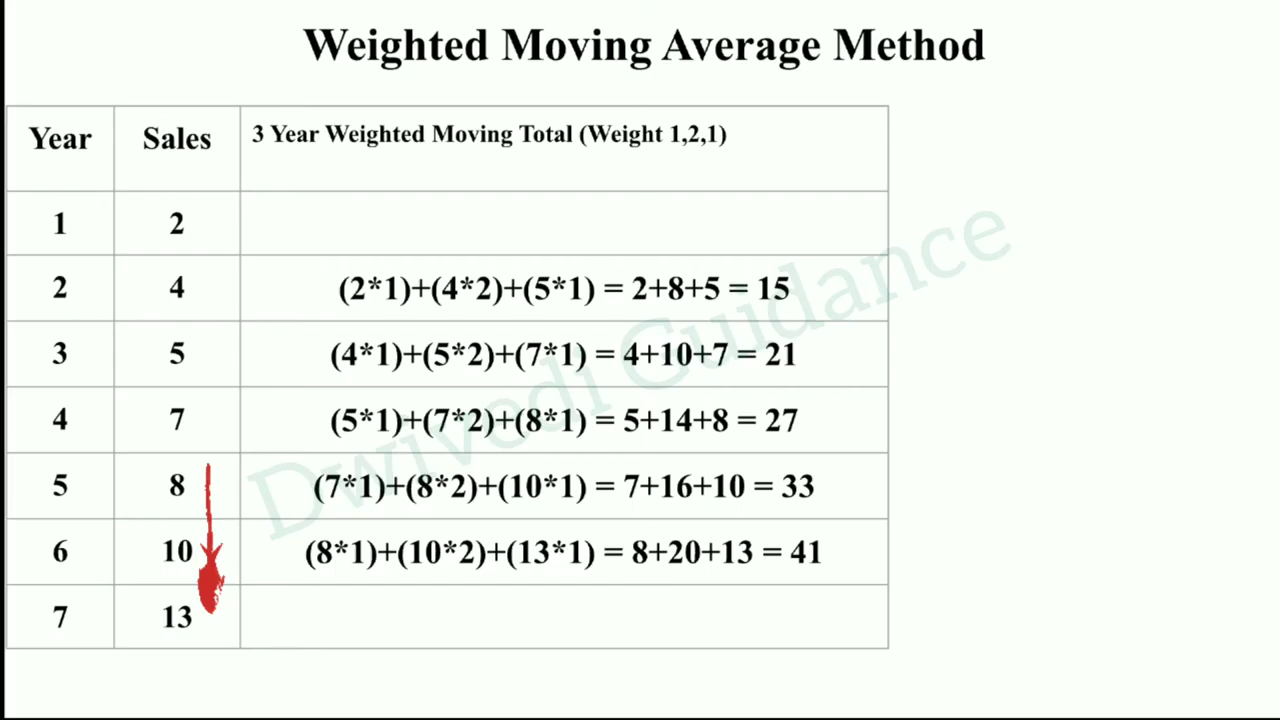 Weighted Moving Average Method
Year Sales 3 Year Weighted Moving Total (Weight 1,2,1)
1 2
2 4 (2*1)+(4*2)+(5*1) = 2+8+5 = 15
3 5 (4*1)+(5*2)+(7*1) = 4+10+7 = 21
4 7 (5*1)+(7*2)+(8*1) = 5+14+8 = 27
5 8 (7*1)+(8*2)+(10*1) = 7+16+10 = 33
6 10 (8*1)+(10*2)+(13*1) = 8+20+13 = 41
7 13
Dwivedi Guidance